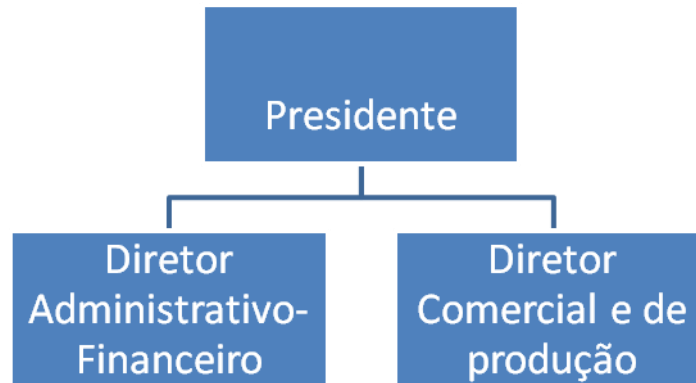 Presidente
Diretor
Administrativo-
Financeiro
Diretor
Comercial e de
produção